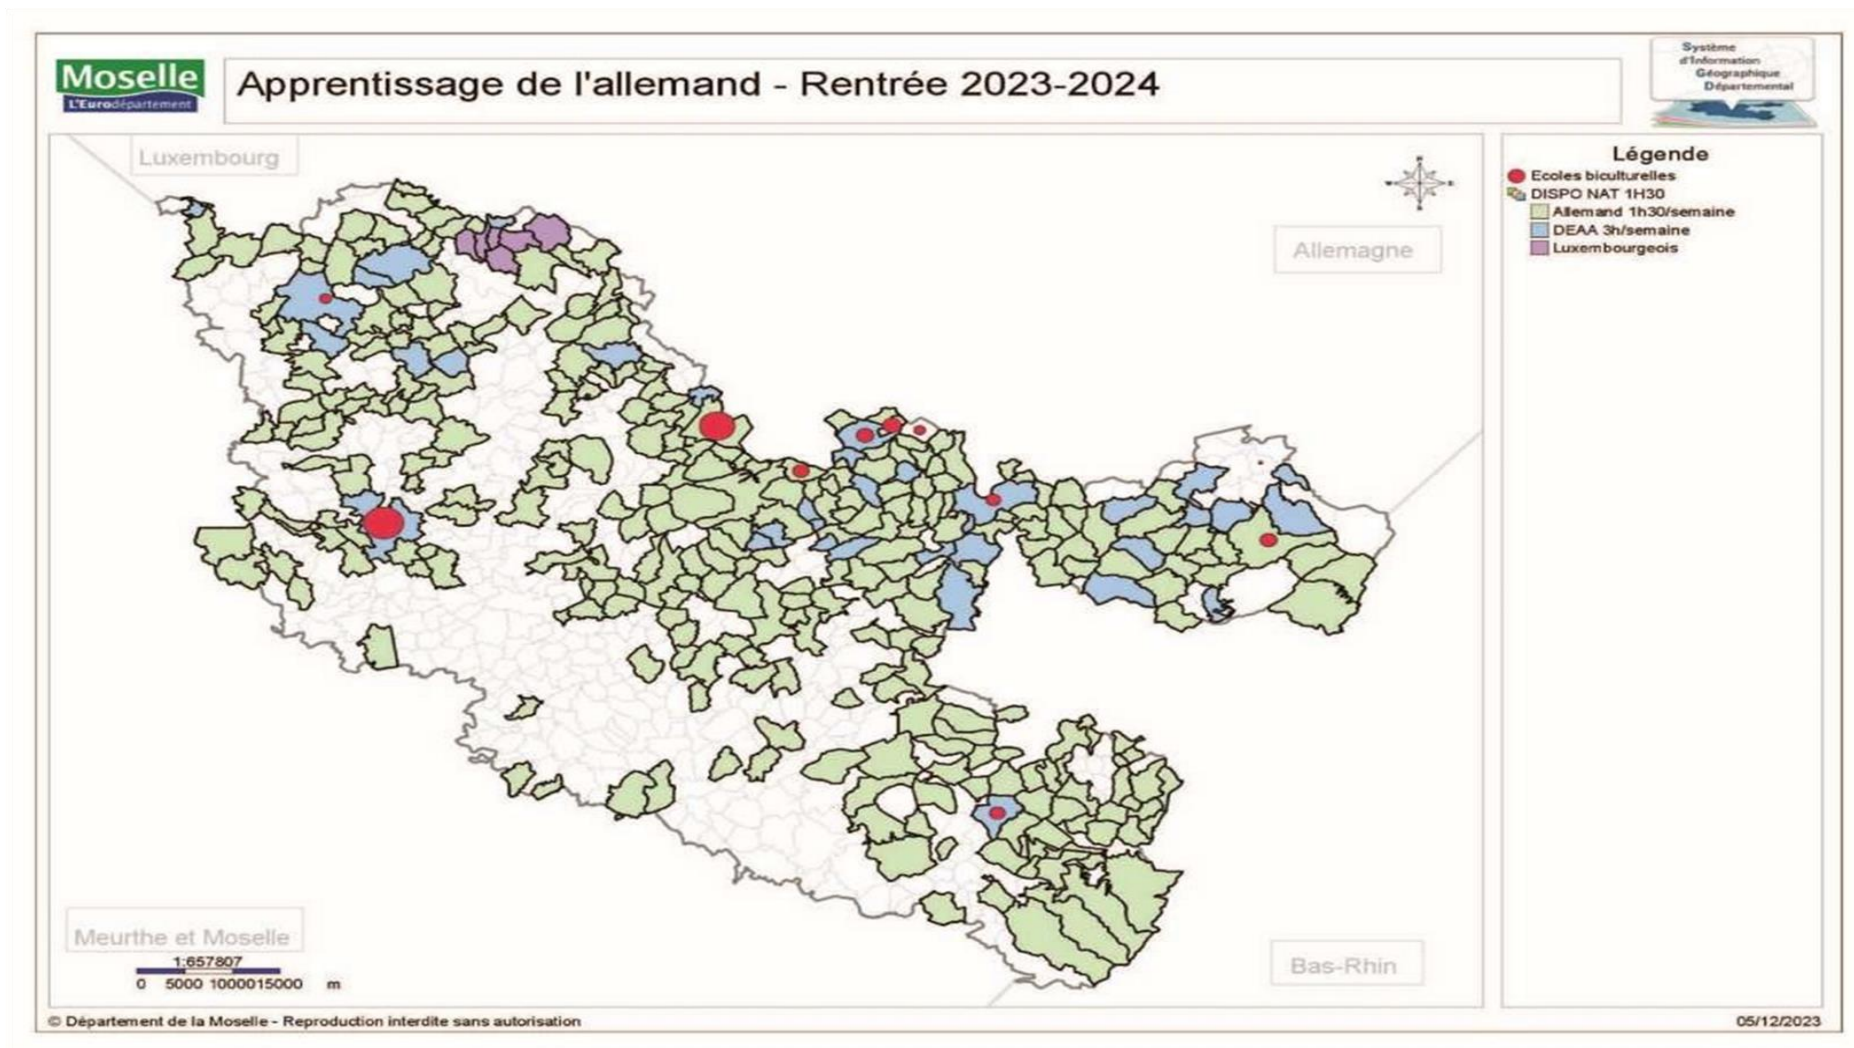 Moselle
L'Eurodépartement
Apprentissage de l'allemand - Rentrée 2023-2024
Système
d'Information
Géographique
Départemental
Luxembourg
N
Allemagne
Légende
Ecoles biculturelles
DISPO NAT 1H30
Allemand 1h30/semaine
DEAA 3h/semaine
Luxembourgeois
Meurthe et Moselle
1:657807
0 5000 1000015000 m
Bas-Rhin
© Département de la Moselle - Reproduction interdite sans autorisation
05/12/2023